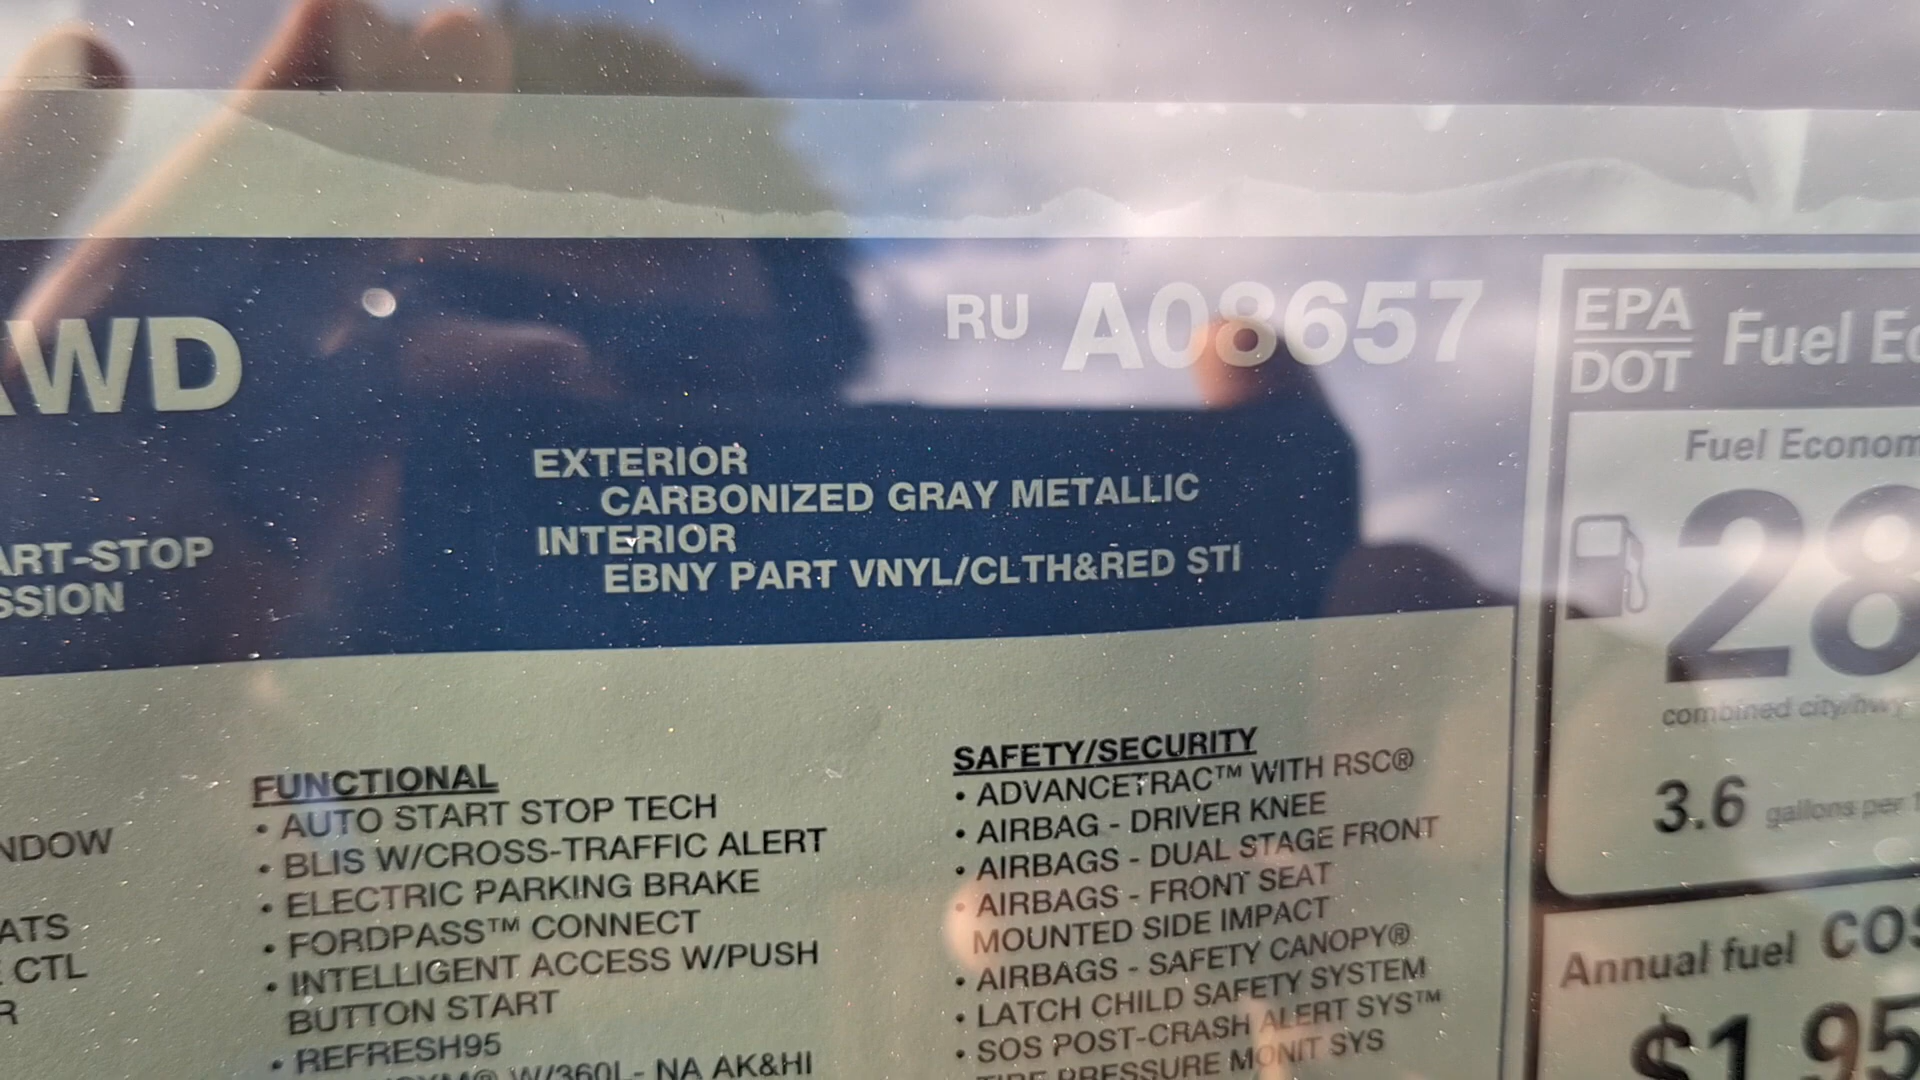 AWD
RU A08657
EXTERIOR
CARBONIZED GRAY METALLIC
INTERIOR
EBNY PART VNYL/CLTH&RED STI
ART-STOP
SSION
EPA
DOT
Fuel Ec
Fuel Econom
28
combined city/hwy
3.6 gallons per 1
Annual fuel COS
$1,95
NDOW
ATS
CTL
R
FUNCTIONAL
• AUTO START STOP TECH
• BLIS W/CROSS-TRAFFIC ALERT
• ELECTRIC PARKING BRAKE
• FORDPASS™ CONNECT
• INTELLIGENT ACCESS W/PUSH
BUTTON START
• REFRESH95
W/360L- NA AK&HI
SAFETY/SECURITY
• ADVANCETRAC™ WITH RSC®
• AIRBAG - DRIVER KNEE
• AIRBAGS - DUAL STAGE FRONT
• AIRBAGS - FRONT SEAT
MOUNTED SIDE IMPACT
• AIRBAGS - SAFETY CANOPY®
• LATCH CHILD SAFETY SYSTEM
• SOS POST-CRASH ALERT SYS™
TIRE PRESSURE MONIT SYS